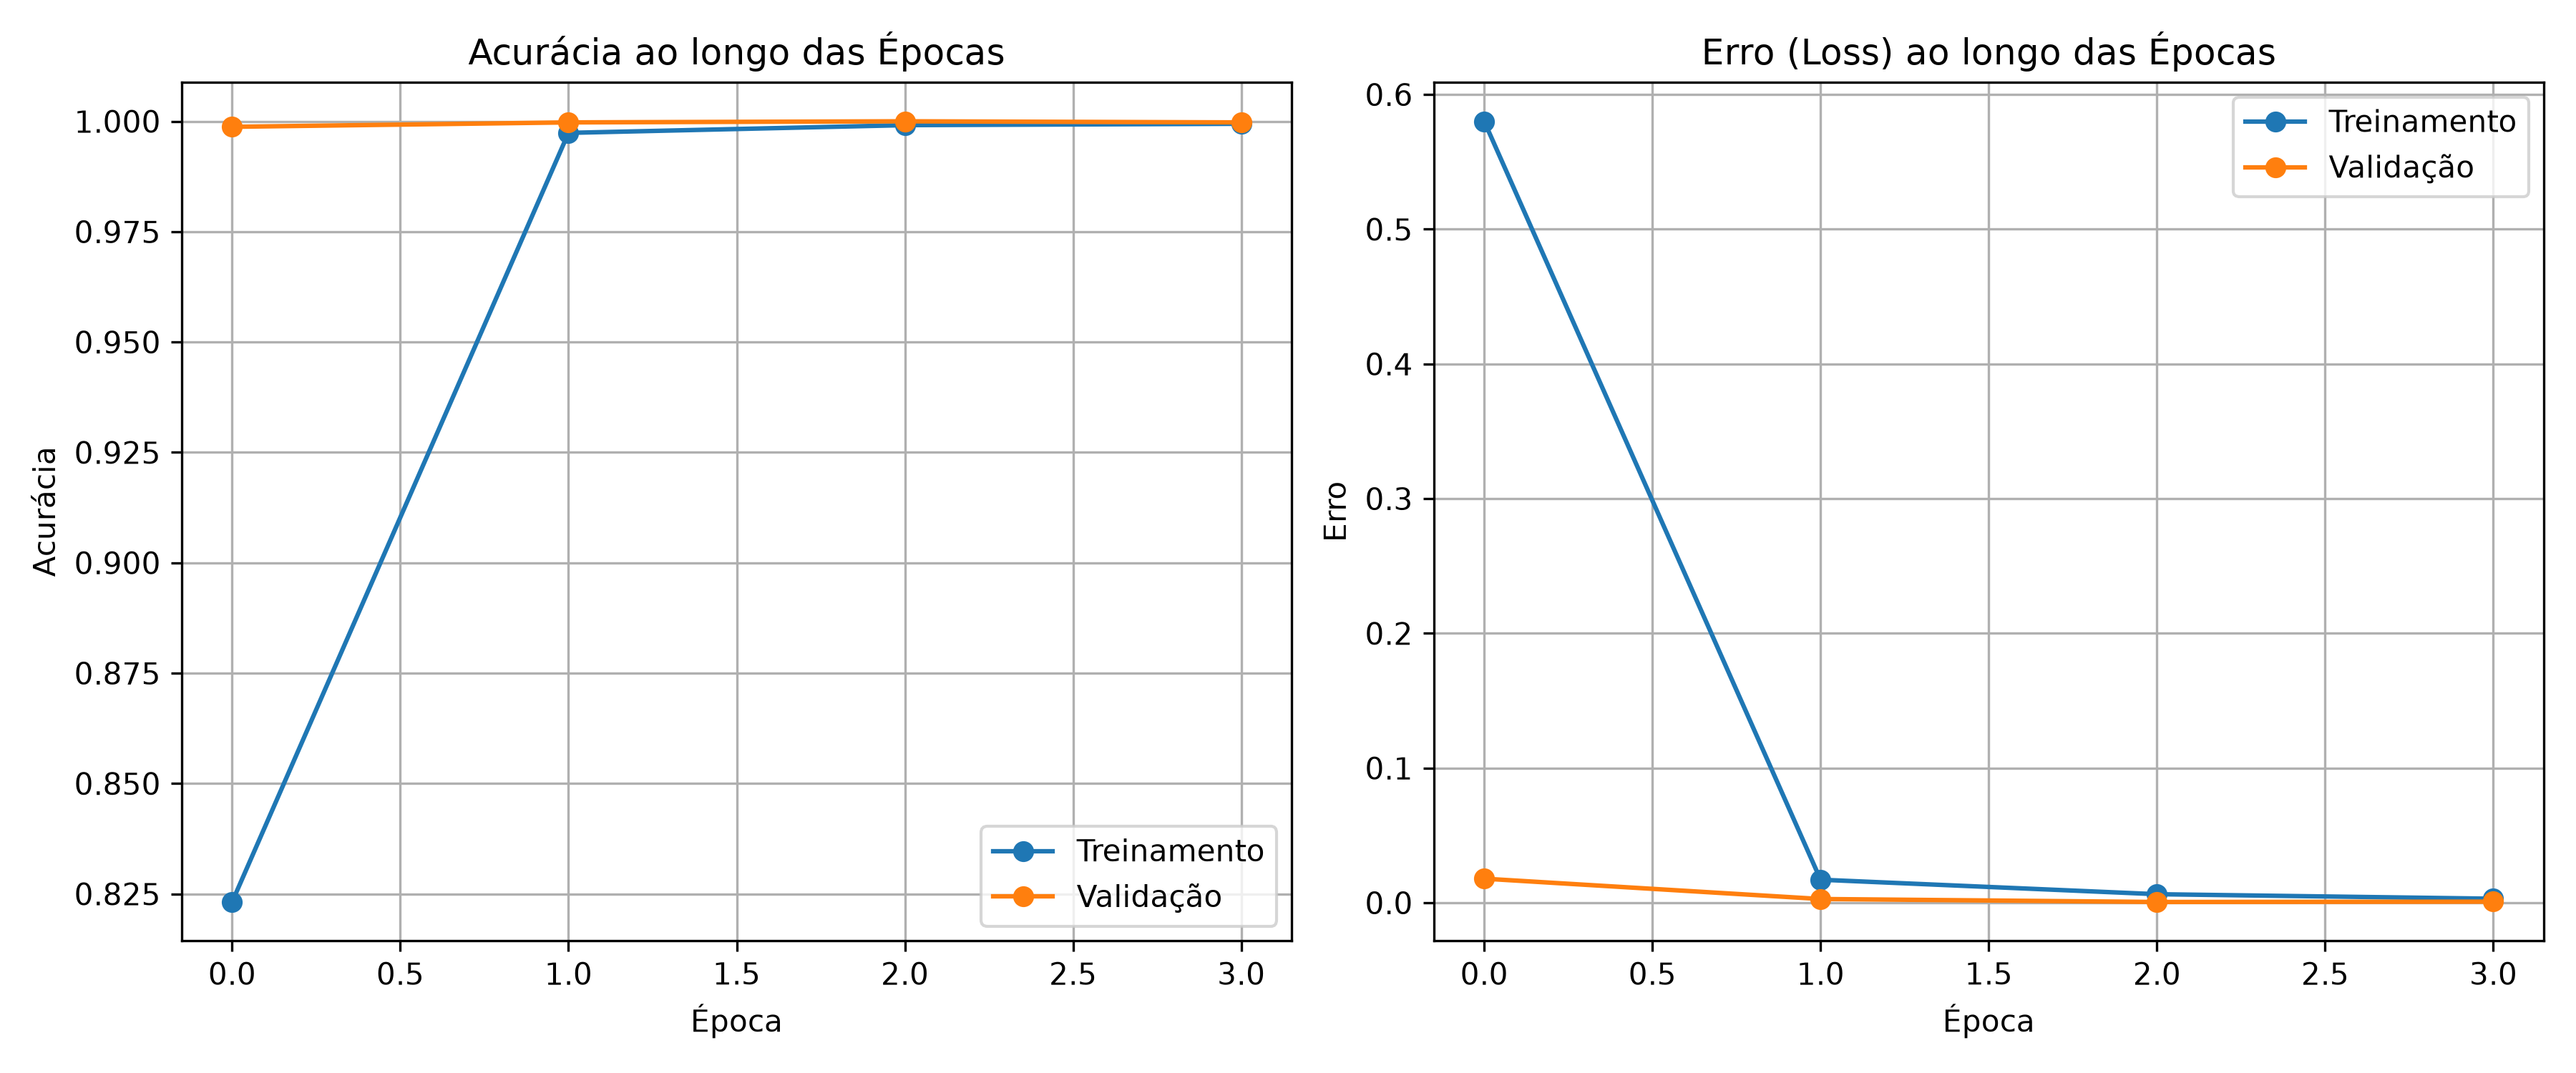 Acurácia ao longo das Épocas
1.000
0.975
0.950
0.925
0.900
0.875
0.850
0.825
Acurácia
0.0 0.5 1.0 1.5 2.0 2.5 3.0
Época
Treinamento
Validação
Erro (Loss) ao longo das Épocas
0.6
0.5
0.4
0.3
0.2
0.1
0.0
Erro
0.0 0.5 1.0 1.5 2.0 2.5 3.0
Época
Treinamento
Validação